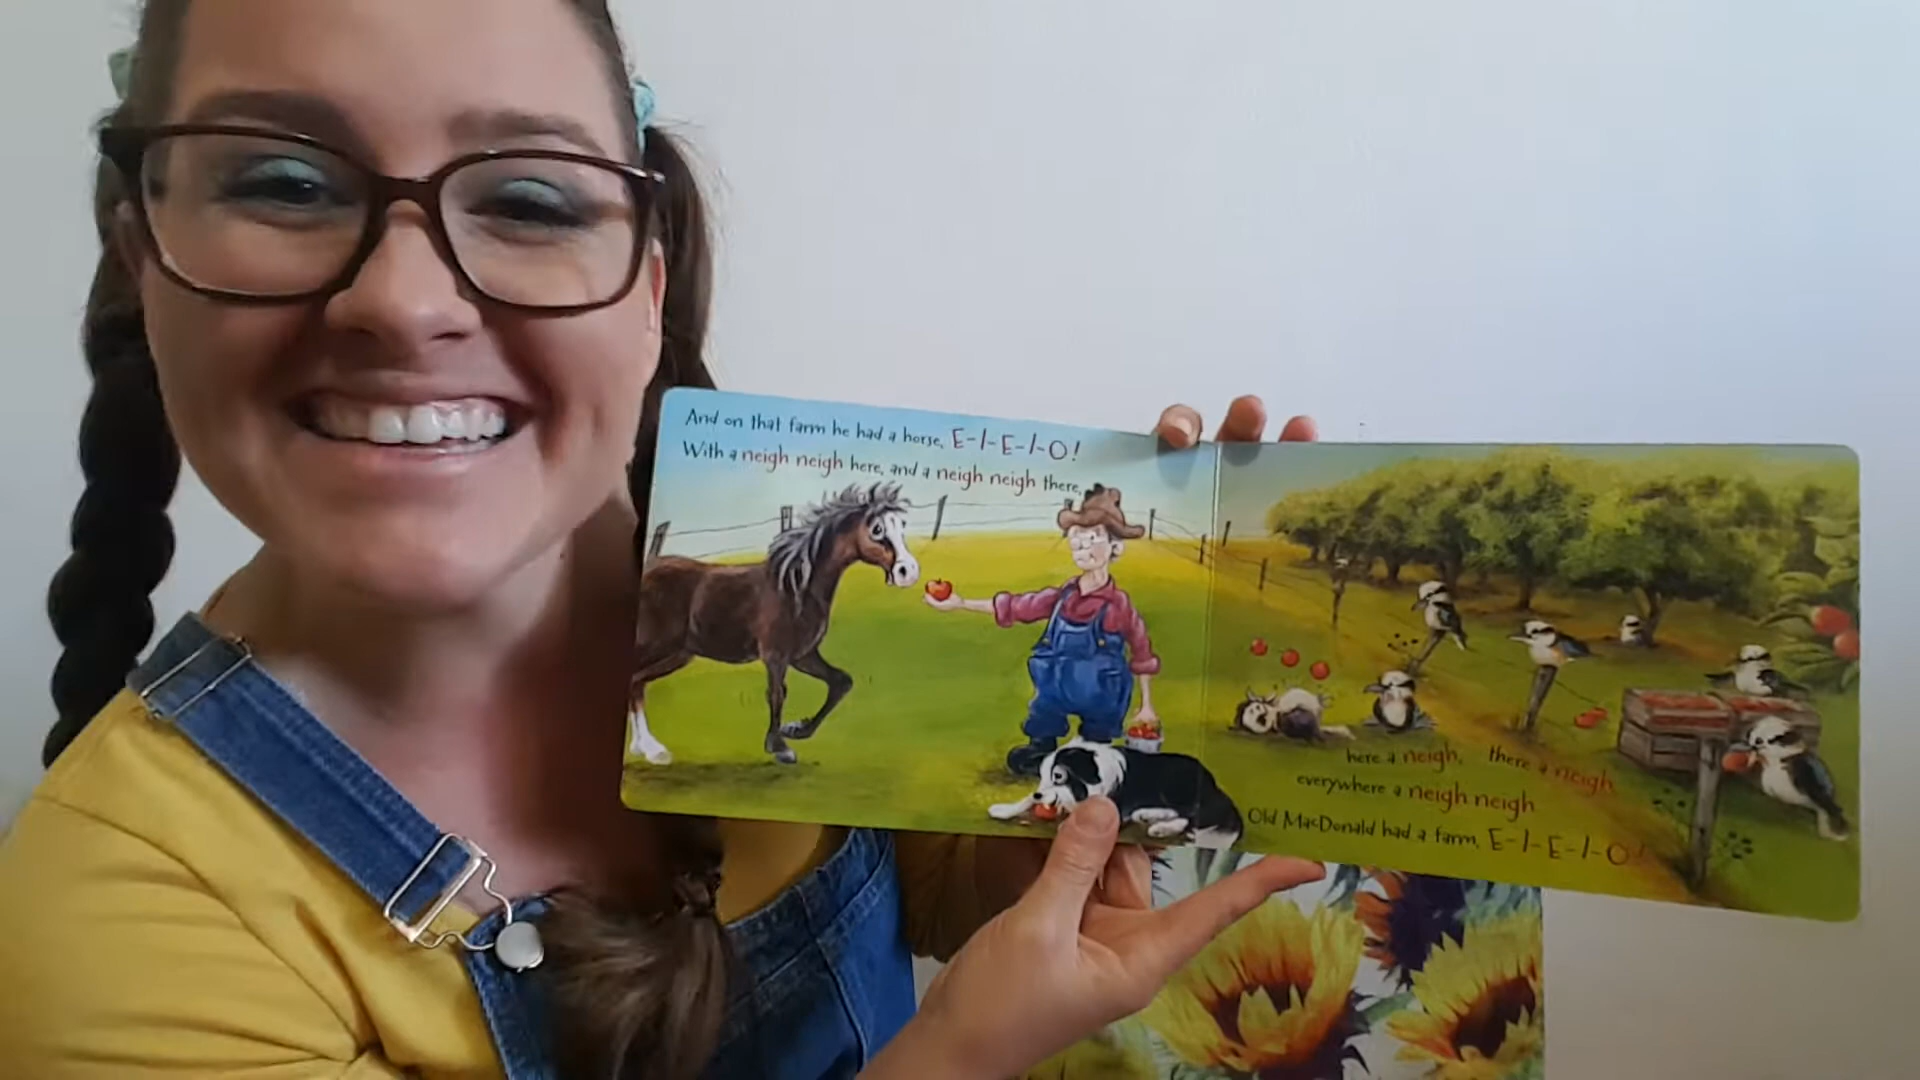 And on that farm he had a horse, E-I-E-I-O!
With a neigh neigh here, and a neigh neigh there,
here a neigh, there a neigh
everywhere a neigh neigh
Old MacDonald had a farm, E-I-E-I-O!